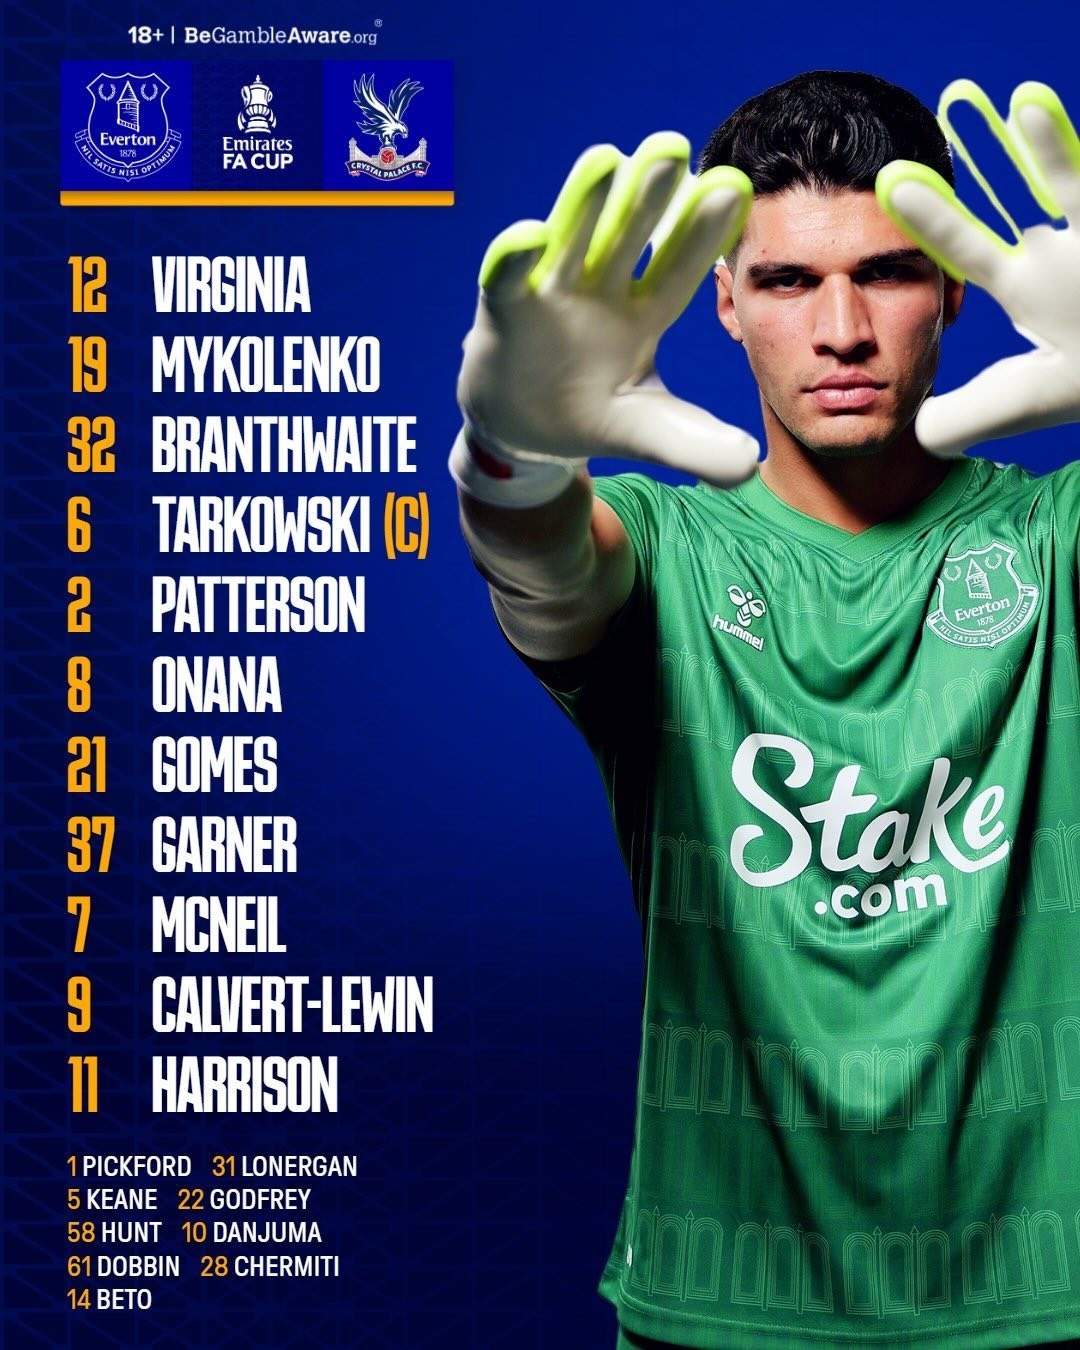 18+ | BeGambleAware.org®
Everton
1878
NIL SATIS NISI OPTIMUM
Emirates
FA CUP
CRYSTAL PALACE F.C.
12 VIRGINIA
19 MYKOLENKO
32 BRANTHWAITE
6 TARKOWSKI (C)
2 PATTERSON
8 ONANA
21 GOMES
37 GARNER
7 MCNEIL
9 CALVERT-LEWIN
11 HARRISON
1 PICKFORD 31 LONERGAN
5 KEANE 22 GODFREY
58 HUNT 10 DANJUMA
61 DOBBIN 28 CHERMITI
14 BETO
hummel
Everton
1878
NIL SATIS NISI OPTIMUM
Stake
.com